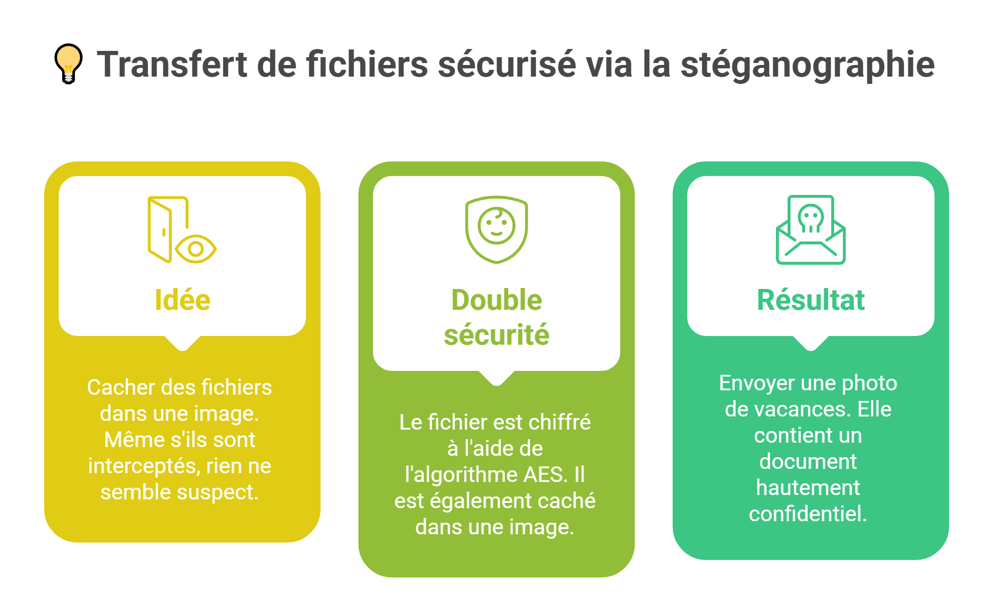 Transfert de fichiers sécurisé via la stéganographie
Idée
Cacher des fichiers
dans une image.
Même s'ils sont
interceptés, rien ne
semble suspect.
Double
sécurité
Le fichier est chiffré
à l'aide de
l'algorithme AES. Il
est également caché
dans une image.
Résultat
Envoyer une photo
de vacances. Elle
contient un
document
hautement
confidentiel.